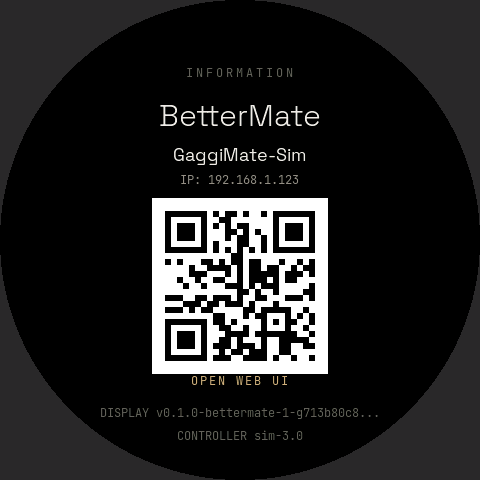 INFORMATION
BetterMate
GaggiMate-Sim
IP: 192.168.1.123
OPEN WEB UI
DISPLAY v0.1.0-bettermate-1-g713b80c8...
CONTROLLER sim-3.0